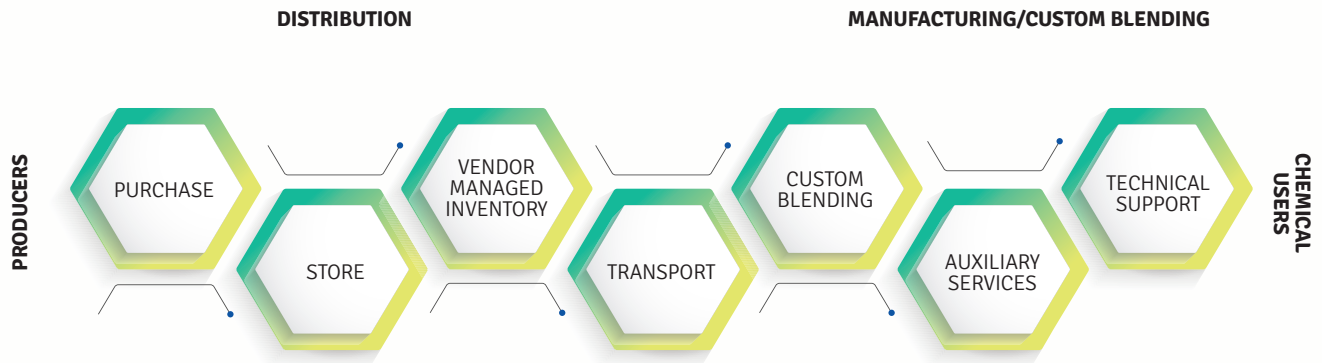 DISTRIBUTION
MANUFACTURING/CUSTOM BLENDING
PRODUCERS
PURCHASE
STORE
VENDOR
MANAGED
INVENTORY
TRANSPORT
CUSTOM
BLENDING
AUXILIARY
SERVICES
TECHNICAL
SUPPORT
CHEMICAL
USERS